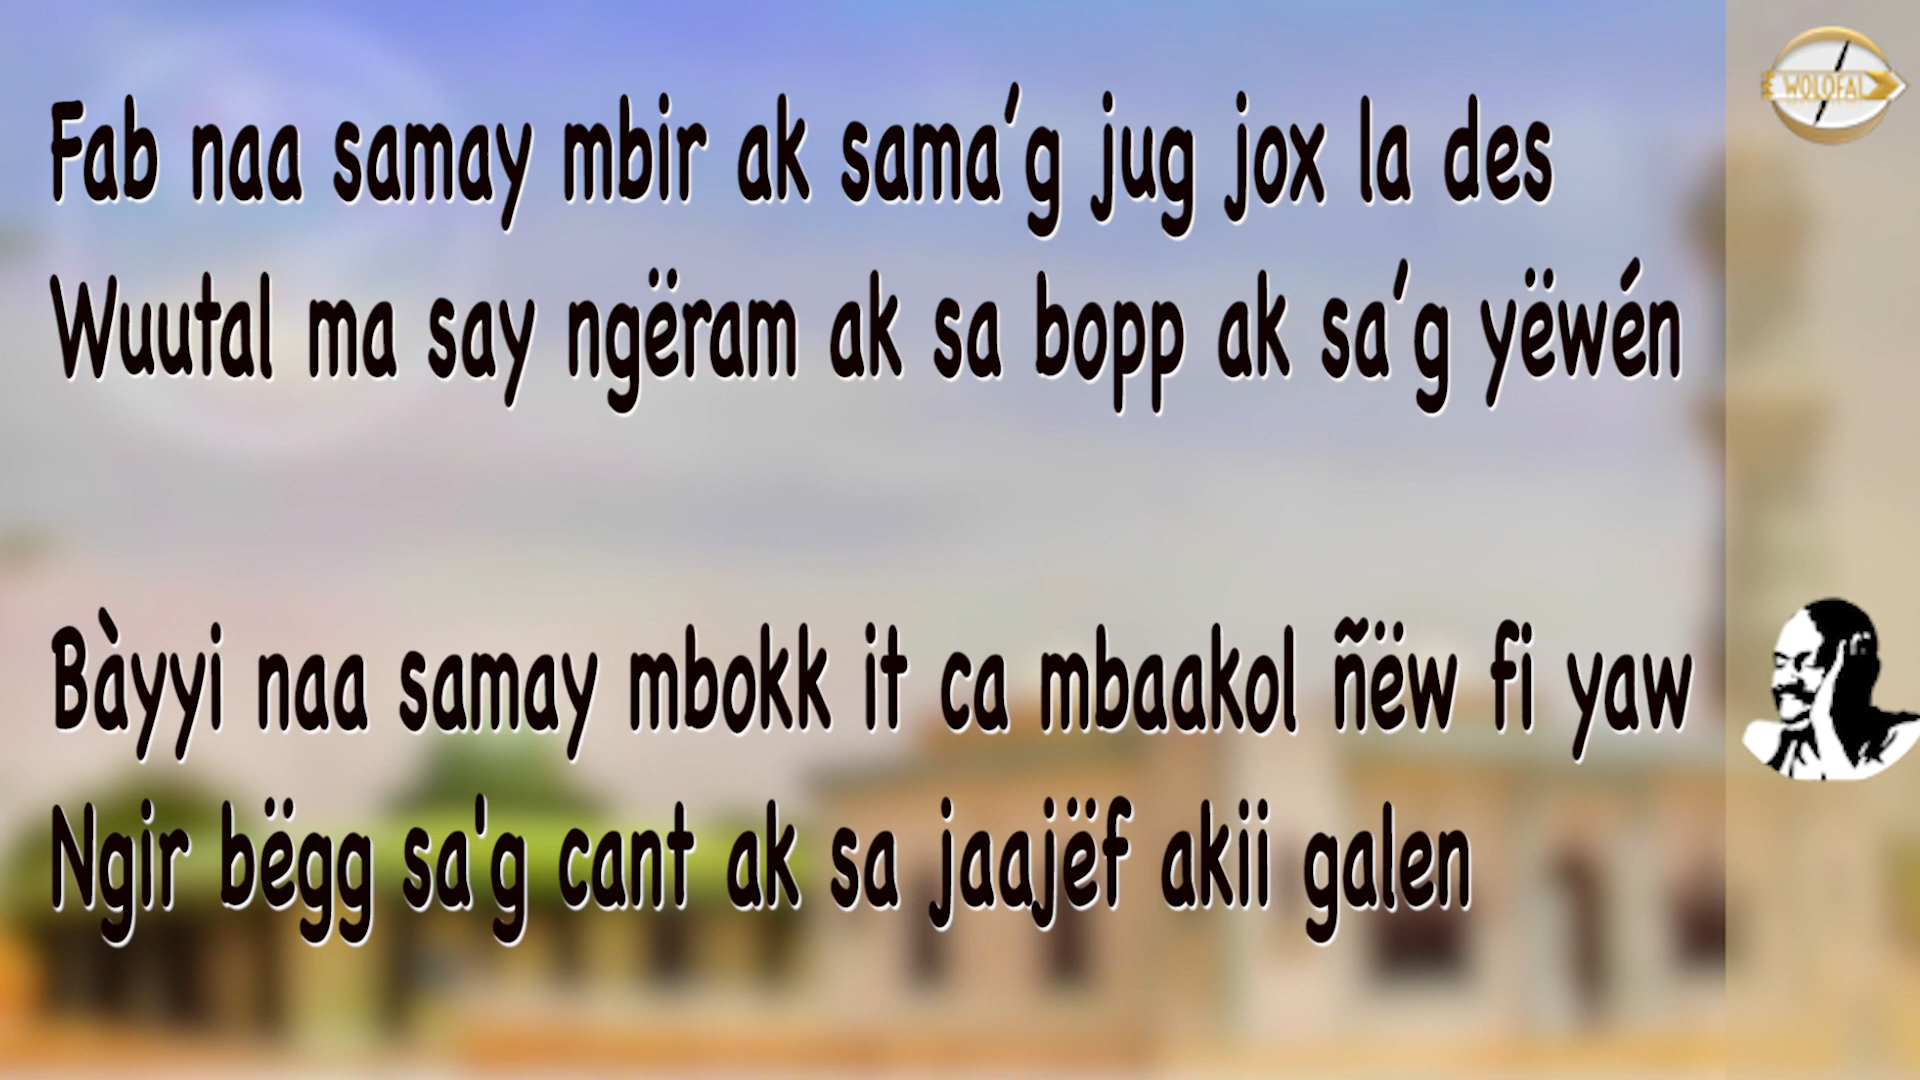 WOLOFAL
Fab naa samay mbir ak sama´g jug jox la des
Wuutal ma say ngëram ak sa bopp ak sa´g yëwén
Bàyyi naa samay mbokk it ca mbaakol ñëw fi yaw
Ngir bëgg sa'g cant ak sa jaajëf akii galen